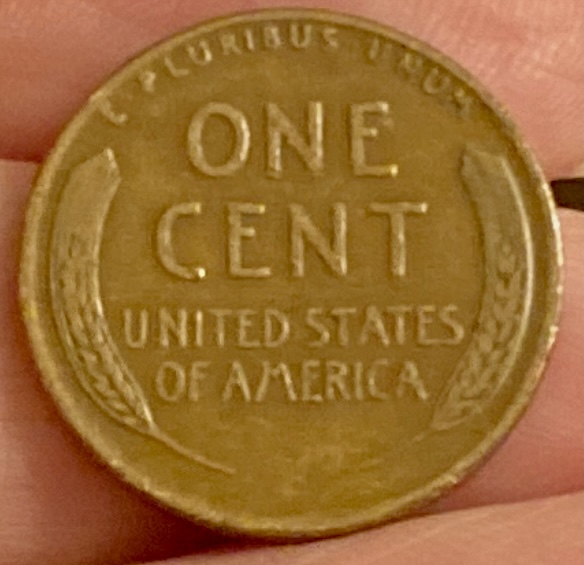 E PLURIBUS UNUM
ONE
CENT
UNITED STATES
OF AMERICA